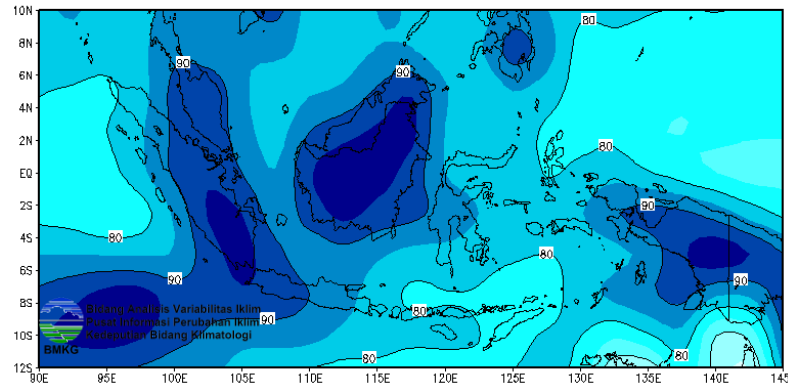 10N
8N
6N
4N
2N
EQ
2S
4S
6S
8S
10S
12S
80
90
90
80
80
90
80
90
90
80
90
80
80
Bidang Analisis Variabilitas Iklim
Pusat Informasi Perubahan Iklim
Kedeputian Bidang Klimatologi
BMKG
90E
95E
100E
105E
110E
115E
120E
125E
130E
135E
140E
145E